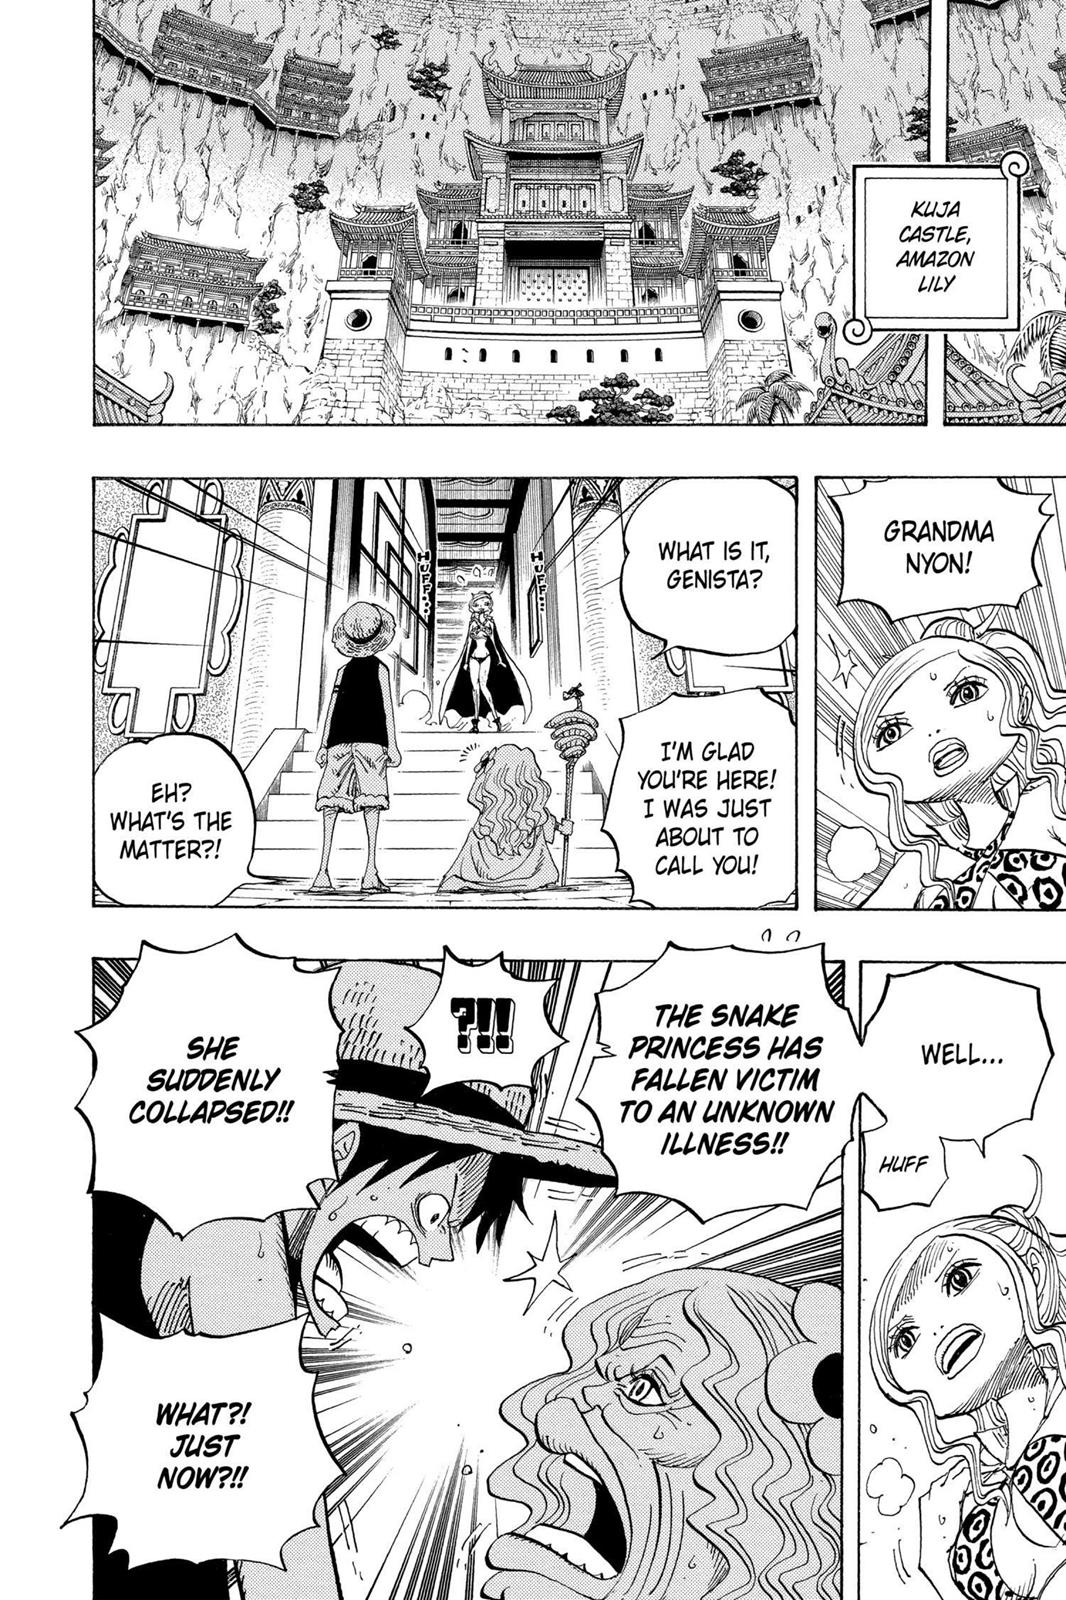 KUJA
CASTLE,
AMAZON
LILY
GRANDMA
NYON!
WHAT IS IT,
GENISTA?
HUFF...
HUFF...
I'M GLAD
YOU'RE HERE!
I WAS JUST
ABOUT TO
CALL YOU!
EH?
WHAT'S THE
MATTER?!
WELL...
HUFF
THE SNAKE
PRINCESS HAS
FALLEN VICTIM
TO AN UNKNOWN
ILLNESS!!
?!!
SHE
SUDDENLY
COLLAPSED!!
WHAT?!
JUST
NOW?!!